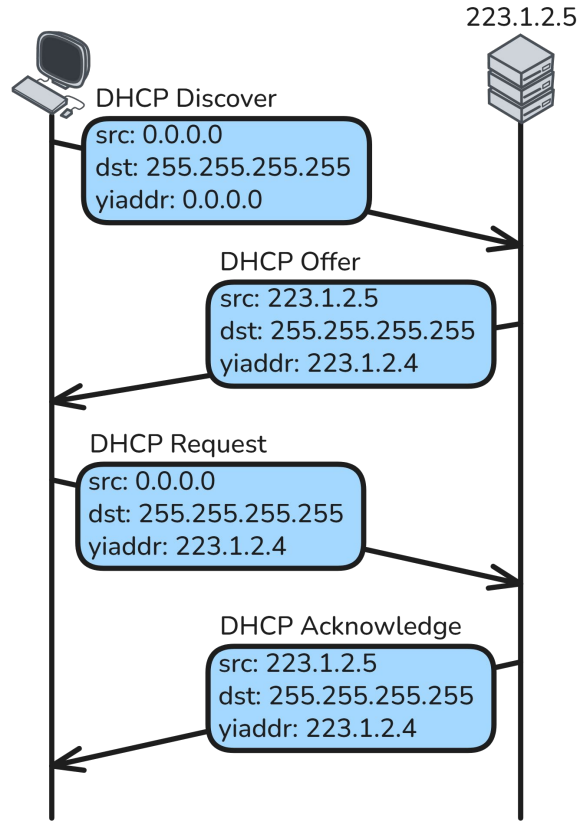 223.1.2.5
DHCP Discover
src: 0.0.0.0
dst: 255.255.255.255
yiaddr: 0.0.0.0
DHCP Offer
src: 223.1.2.5
dst: 255.255.255.255
yiaddr: 223.1.2.4
DHCP Request
src: 0.0.0.0
dst: 255.255.255.255
yiaddr: 223.1.2.4
DHCP Acknowledge
src: 223.1.2.5
dst: 255.255.255.255
yiaddr: 223.1.2.4